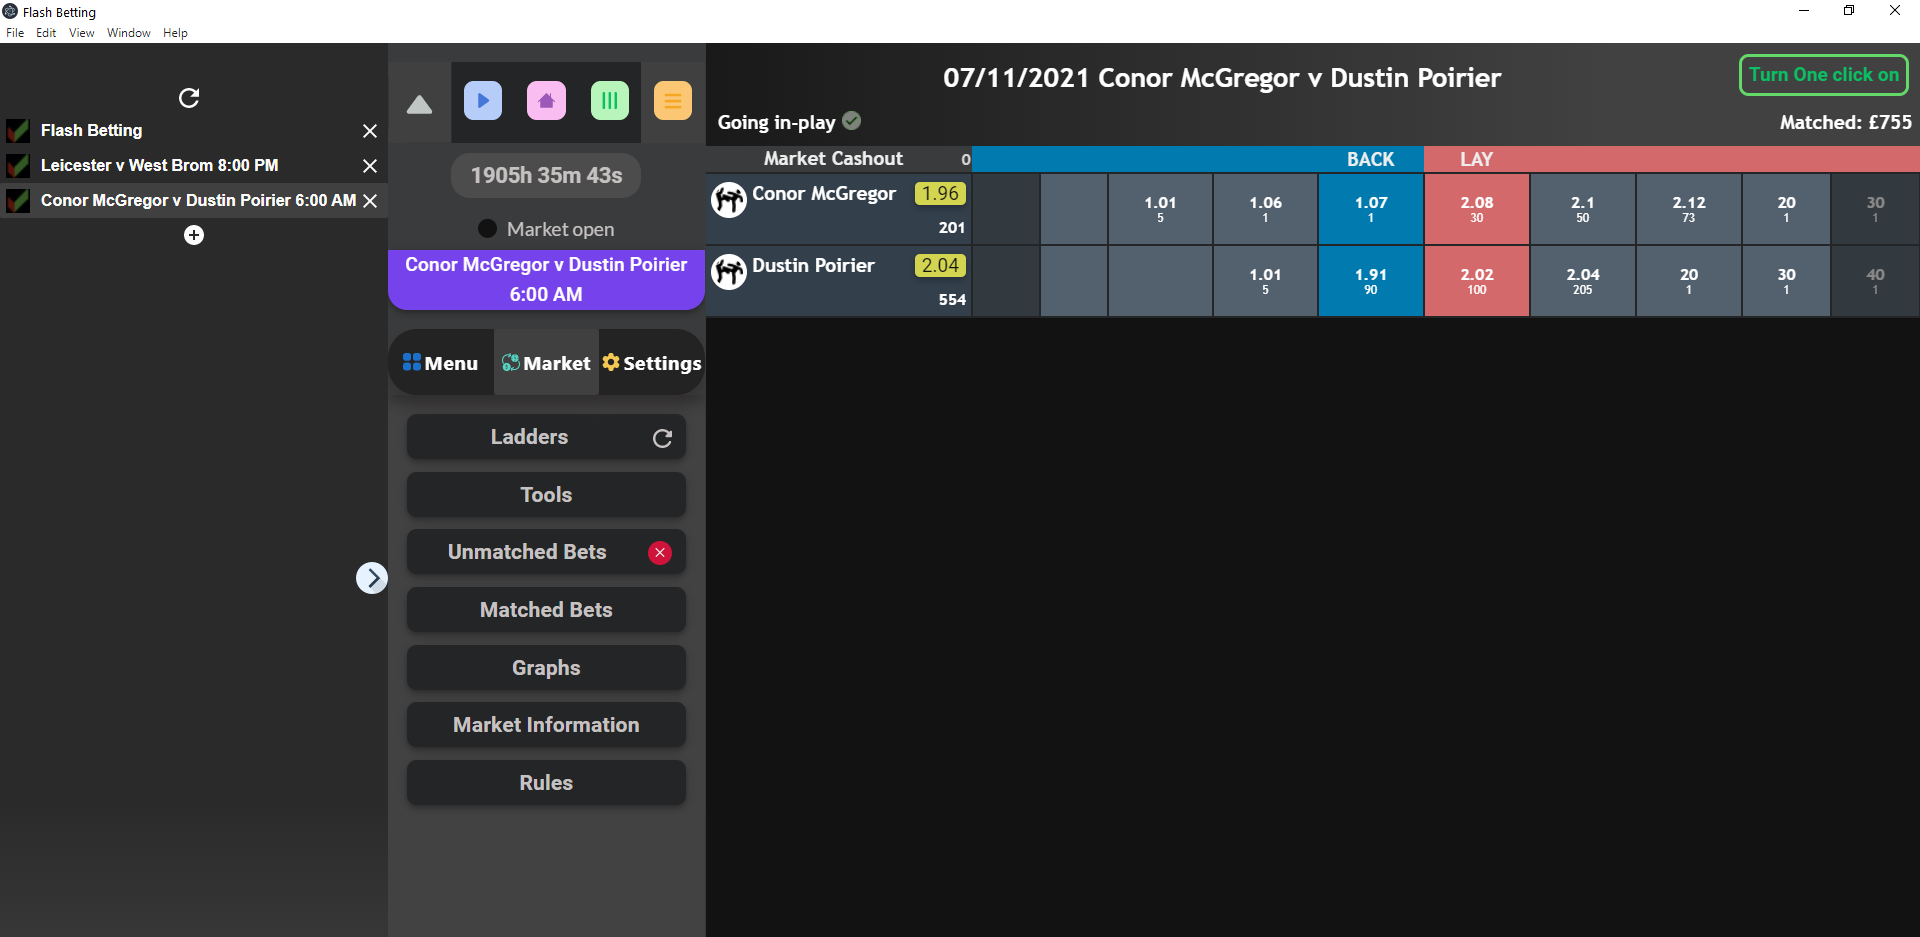 Flash Betting
File Edit View Window Help
Flash Betting
Leicester v West Brom 8:00 PM
Conor McGregor v Dustin Poirier 6:00 AM
1905h 35m 43s
Market open
Conor McGregor v Dustin Poirier
6:00 AM
Menu Market Settings
Ladders
Tools
Unmatched Bets
Matched Bets
Graphs
Market Information
Rules
07/11/2021 Conor McGregor v Dustin Poirier
Turn One click on
Going in-play
Matched: £755
Market Cashout 0 BACK LAY
Conor McGregor 1.96 1.01 1.06 1.07 2.08 2.1 2.12 20 30
201 5 1 1 30 50 73 1 1
Dustin Poirier 2.04 1.01 1.91 2.02 2.04 20 30 40
554 5 90 100 205 1 1 1